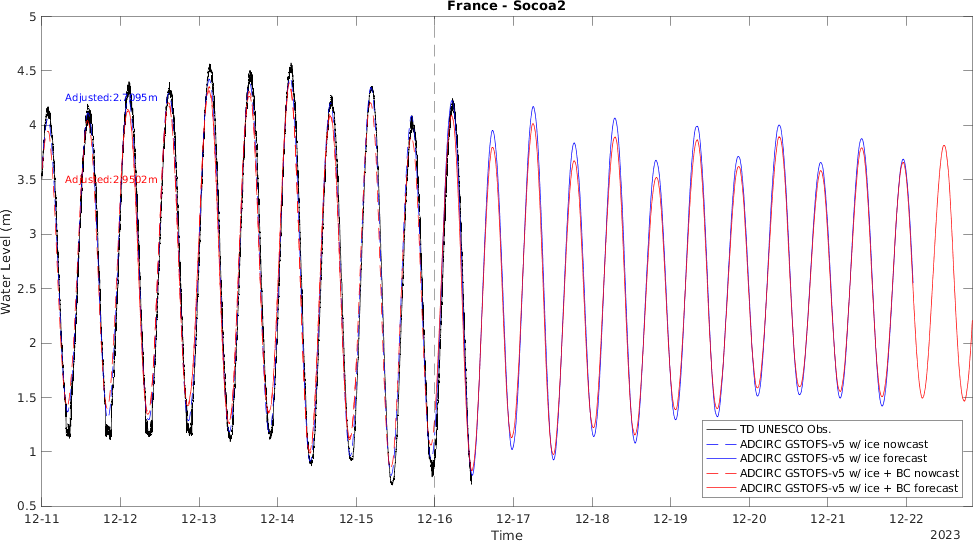 France - Socoa2
5
4.5
4
3.5
3
2.5
2
1.5
1
0.5
Water Level (m)
Adjusted:2.7095m
Adjusted:2.9502m
TD UNESCO Obs.
ADCIRC GSTOFS-v5 w/ ice nowcast
ADCIRC GSTOFS-v5 w/ ice forecast
ADCIRC GSTOFS-v5 w/ ice + BC nowcast
ADCIRC GSTOFS-v5 w/ ice + BC forecast
12-11 12-12 12-13 12-14 12-15 12-16 12-17 12-18 12-19 12-20 12-21 12-22
Time
2023